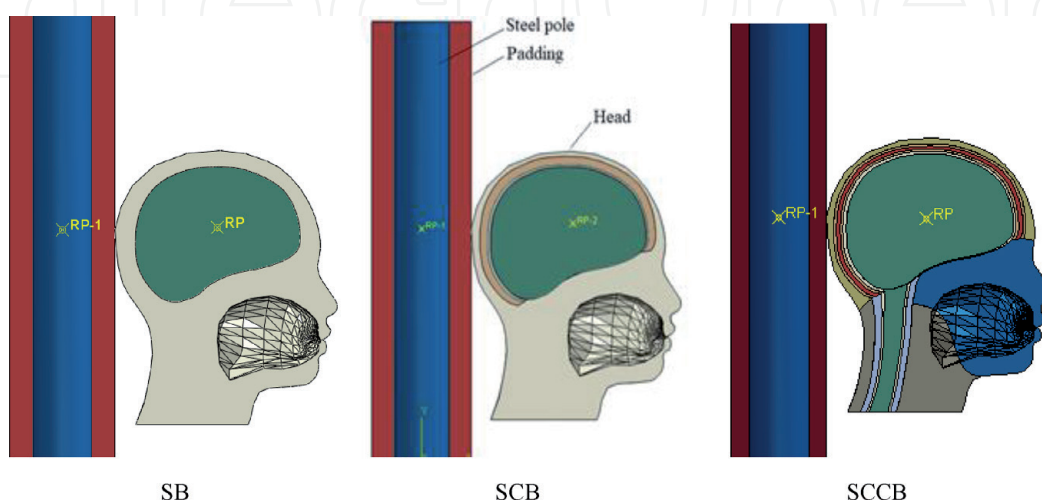 Steel pole
Padding
Head
RP-1
RP
RP-1
RP-2
RP-1
RP
Y
SB
SCB
SCCB